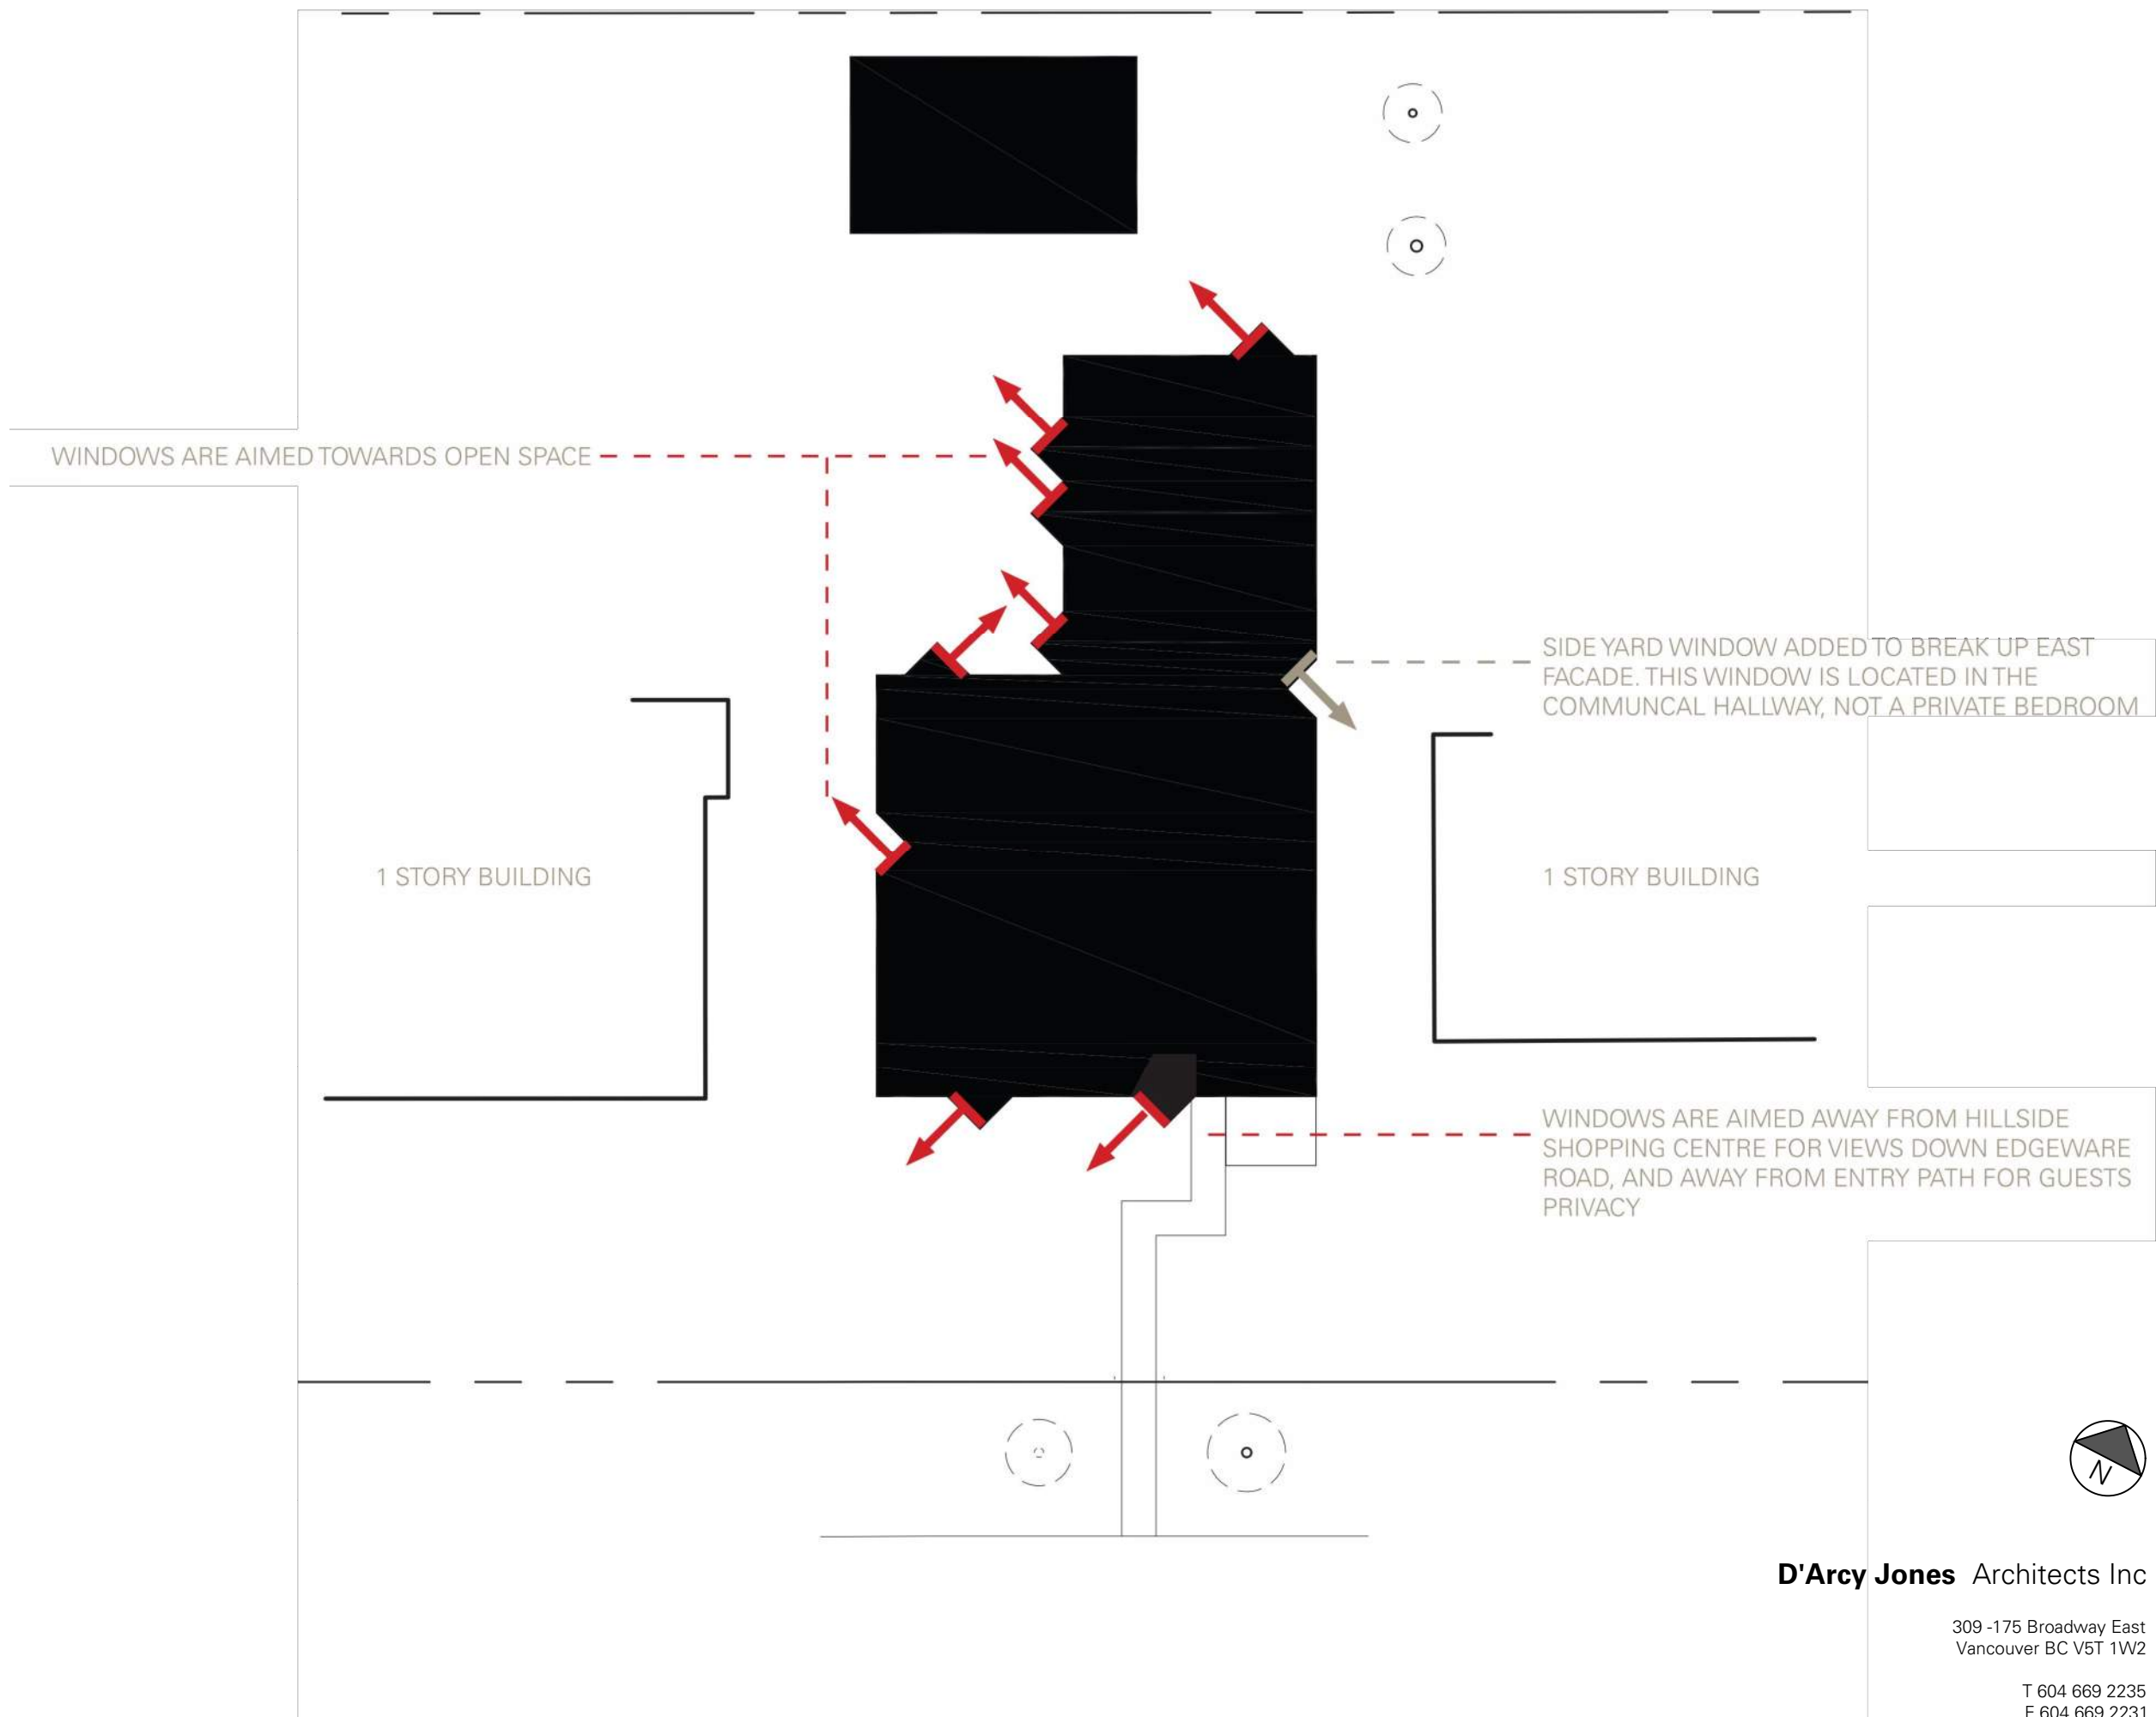 WINDOWS ARE AIMED TOWARDS OPEN SPACE
SIDE YARD WINDOW ADDED TO BREAK UP EAST
FACADE. THIS WINDOW IS LOCATED IN THE
COMMUNCAL HALLWAY, NOT A PRIVATE BEDROOM
1 STORY BUILDING
1 STORY BUILDING
WINDOWS ARE AIMED AWAY FROM HILLSIDE
SHOPPING CENTRE FOR VIEWS DOWN EDGEWARE
ROAD, AND AWAY FROM ENTRY PATH FOR GUESTS
PRIVACY
N
D'Arcy Jones Architects Inc
309 -175 Broadway East
Vancouver BC V5T 1W2
T 604 669 2235
F 604 669 2231